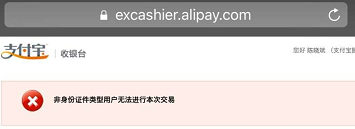 excashier.alipay.com
支付宝 | 收银台
您好 陈晓斌 (支付宝
非身份证件类型用户无法进行本次交易